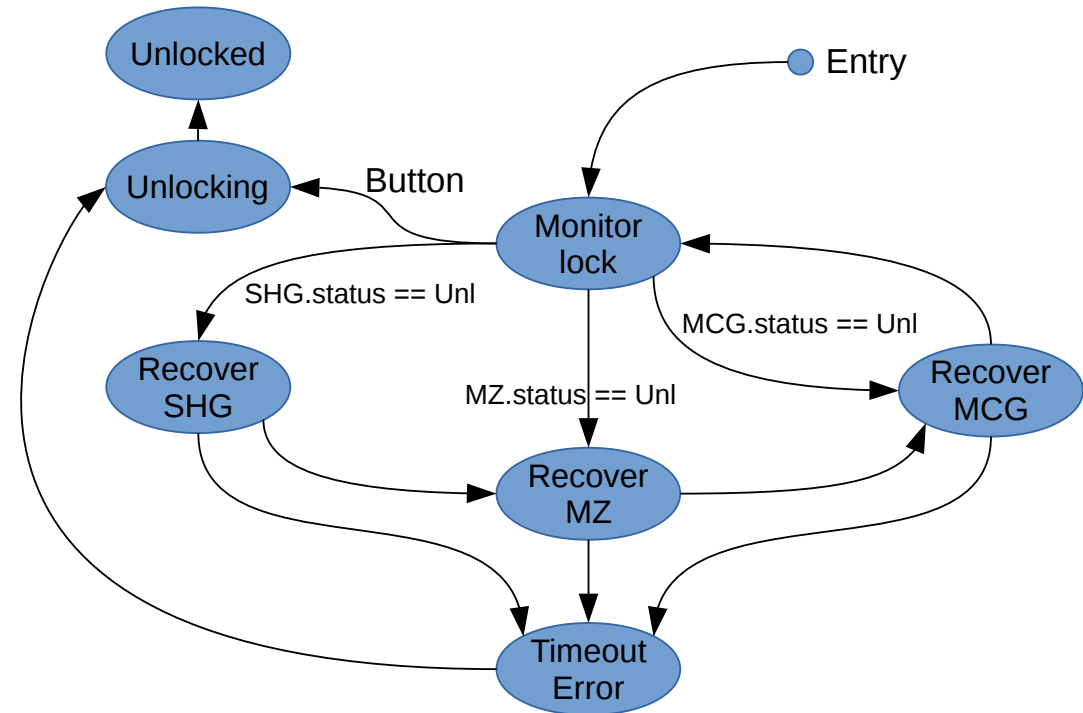 Unlocked
Entry
Unlocking
Button
Monitor
lock
SHG.status == Unl
MCG.status == Unl
Recover
SHG
MZ.status == Unl
Recover
MCG
Recover
MZ
Timeout
Error